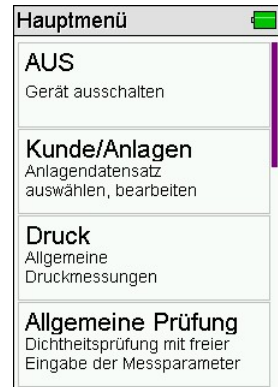 Hauptmenü
AUS
Gerät ausschalten
Kunde/Anlagen
Anlagendatensatz
auswählen, bearbeiten
Druck
Allgemeine
Druckmessungen
Allgemeine Prüfung
Dichtheitsprüfung mit freier
Eingabe der Messparameter